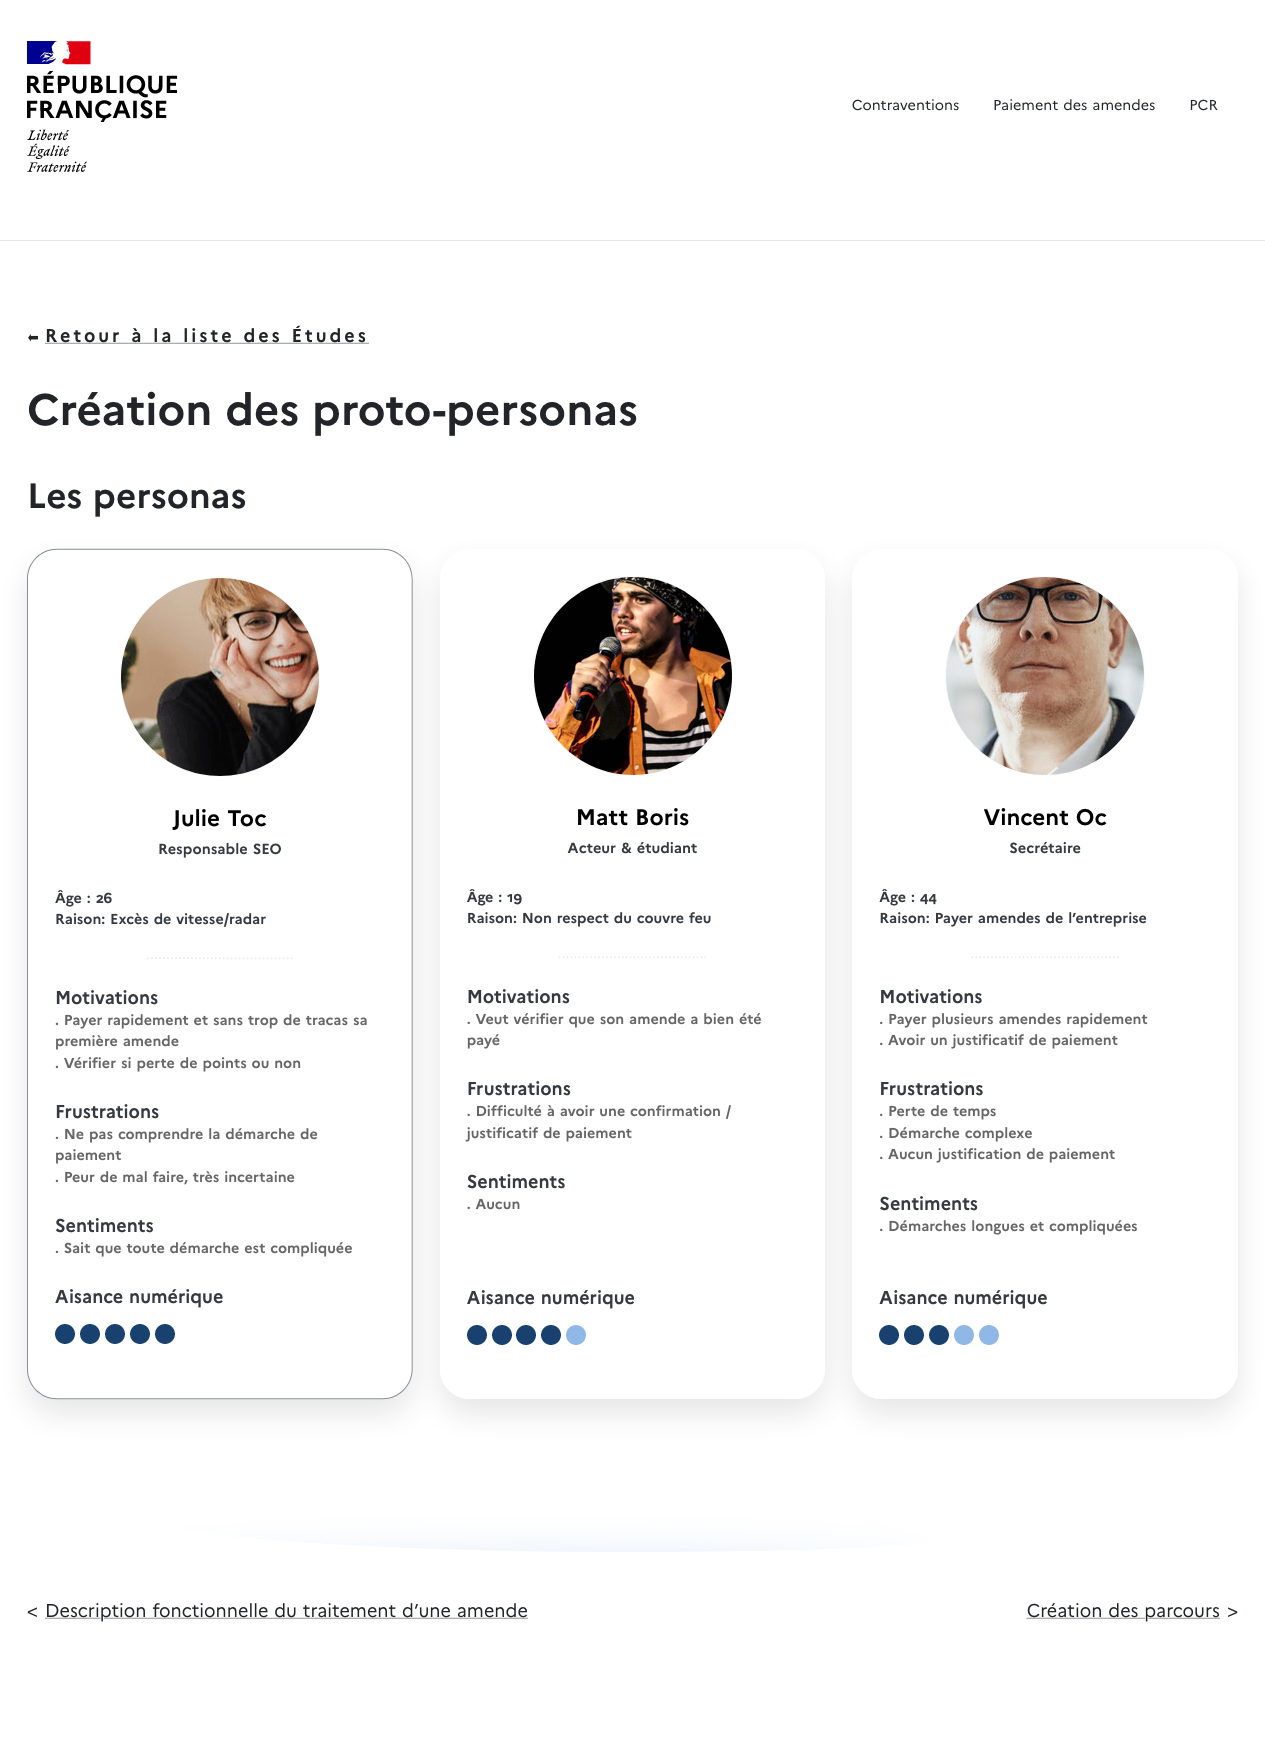 RÉPUBLIQUE
FRANÇAISE
Liberté
Égalité
Fraternité
Contraventions Paiement des amendes PCR
⬅ Retour à la liste des Études
Création des proto-personas
Les personas
Julie Toc
Responsable SEO
Âge : 26
Raison: Excès de vitesse/radar
Motivations
. Payer rapidement et sans trop de tracas sa
première amende
. Vérifier si perte de points ou non
Frustrations
. Ne pas comprendre la démarche de
paiement
. Peur de mal faire, très incertaine
Sentiments
. Sait que toute démarche est compliquée
Aisance numérique
Matt Boris
Acteur & étudiant
Âge : 19
Raison: Non respect du couvre feu
Motivations
. Veut vérifier que son amende a bien été
payé
Frustrations
. Difficulté à avoir une confirmation /
justificatif de paiement
Sentiments
. Aucun
Aisance numérique
Vincent Oc
Secrétaire
Âge : 44
Raison: Payer amendes de l’entreprise
Motivations
. Payer plusieurs amendes rapidement
. Avoir un justificatif de paiement
Frustrations
. Perte de temps
. Démarche complexe
. Aucun justification de paiement
Sentiments
. Démarches longues et compliquées
Aisance numérique
< Description fonctionnelle du traitement d’une amende
Création des parcours >